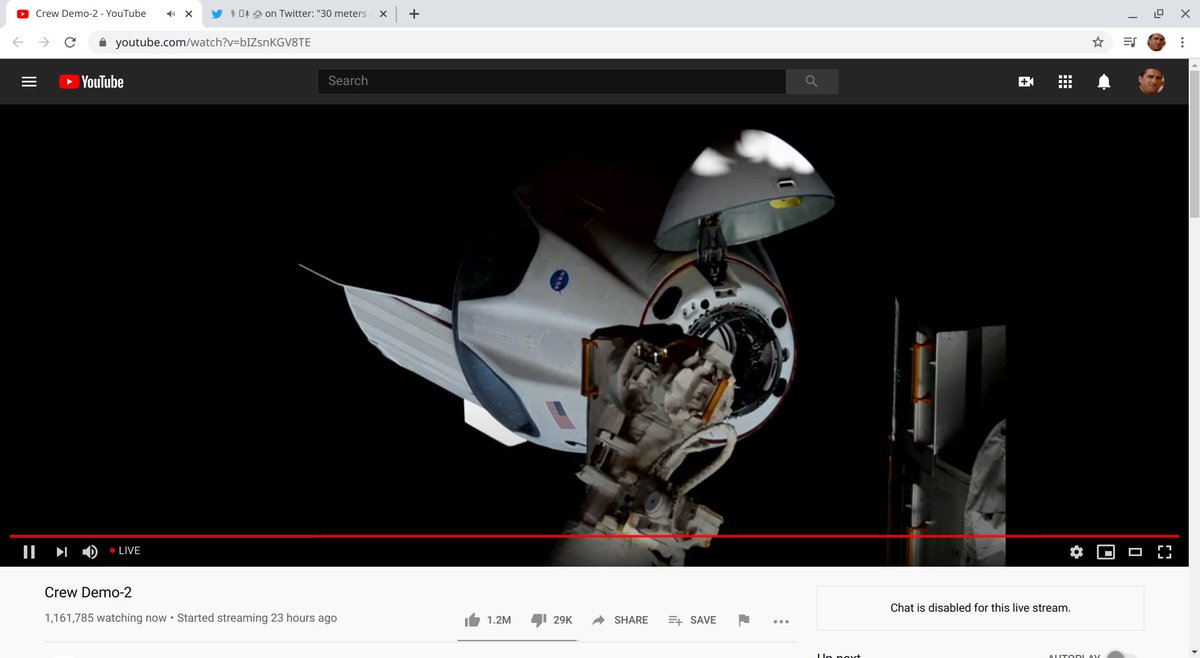 Crew Demo-2 - YouTube
on Twitter: "30 meters
youtube.com/watch?v=bIZsnKGV8TE
YouTube
Search
LIVE
Crew Demo-2
1,161,785 watching now • Started streaming 23 hours ago
1.2M 29K SHARE SAVE
Chat is disabled for this live stream.
Up next AUTOPLAY